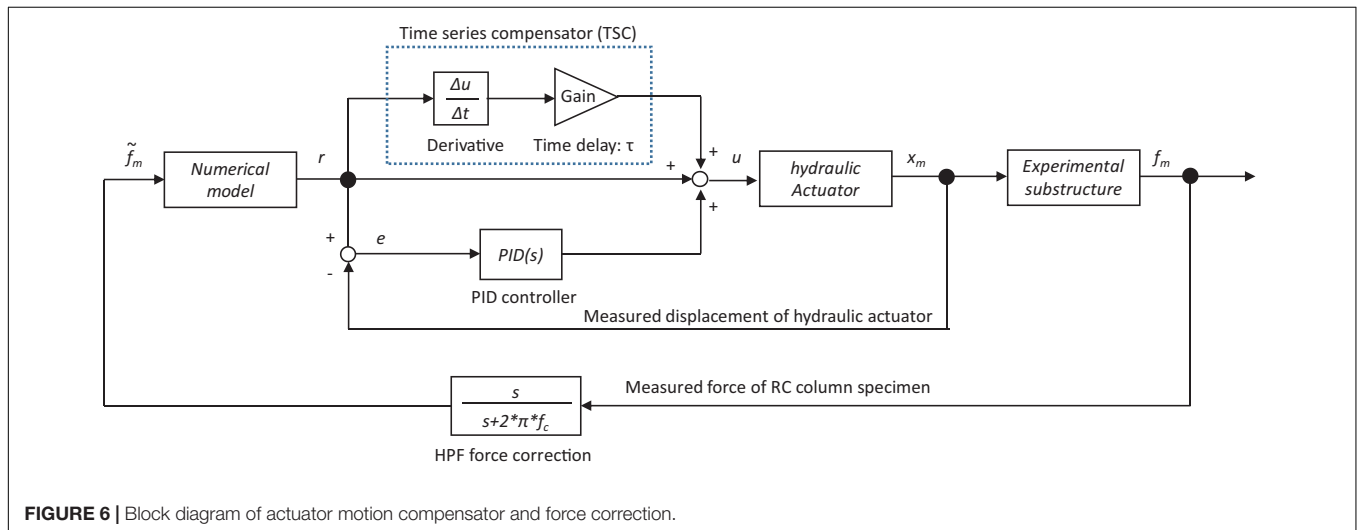 Time series compensator (TSC)
Δu
Δt
Gain
Derivative
Time delay: τ
f̃ₘ
Numerical
model
r
+
+
+
u
hydraulic
Actuator
xₘ
Experimental
substructure
fₘ
+
-
e
PID(s)
PID controller
Measured displacement of hydraulic actuator
s
s+2*π*f_c
Measured force of RC column specimen
HPF force correction
FIGURE 6 | Block diagram of actuator motion compensator and force correction.